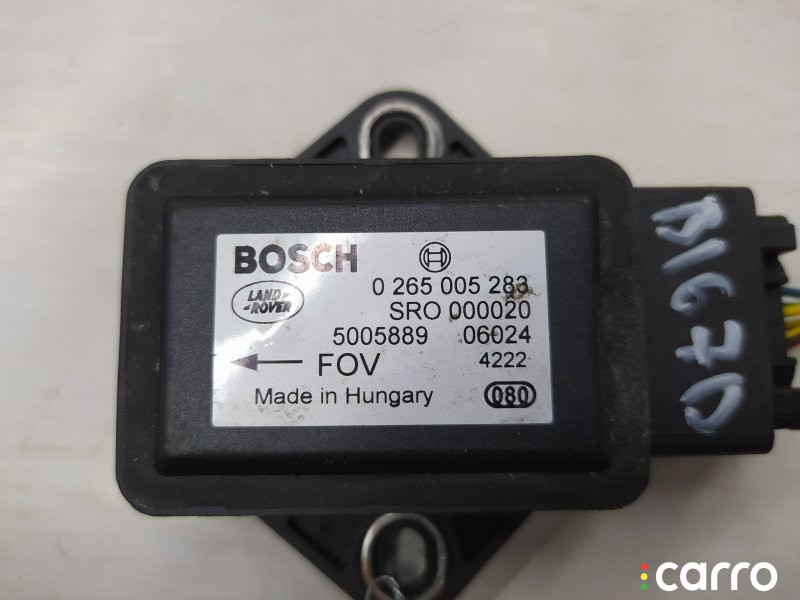 BOSCH
0 265 005 283
LAND-
-ROVER
SRO 000020
5005889 06024
FOV 4222
Made in Hungary 080
carro